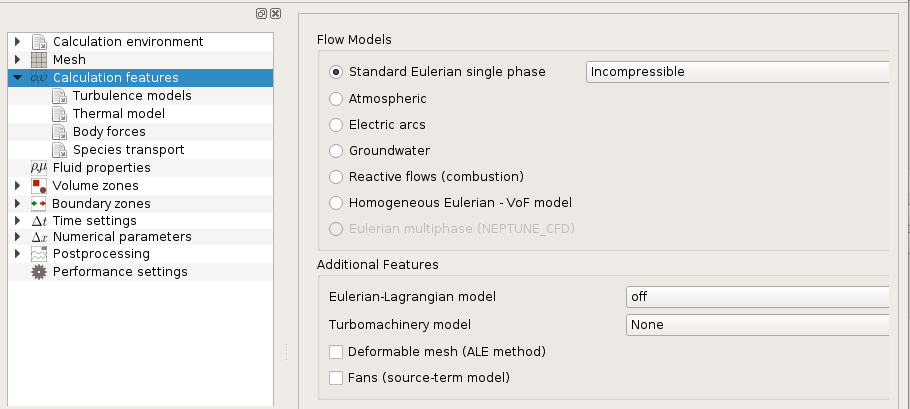 Calculation environment
Mesh
Calculation features
Turbulence models
Thermal model
Body forces
Species transport
ρ,μ Fluid properties
Volume zones
Boundary zones
Δt Time settings
Δx Numerical parameters
Postprocessing
Performance settings
Flow Models
Standard Eulerian single phase Incompressible
Atmospheric
Electric arcs
Groundwater
Reactive flows (combustion)
Homogeneous Eulerian - VoF model
Eulerian multiphase (NEPTUNE_CFD)
Additional Features
Eulerian-Lagrangian model off
Turbomachinery model None
Deformable mesh (ALE method)
Fans (source-term model)